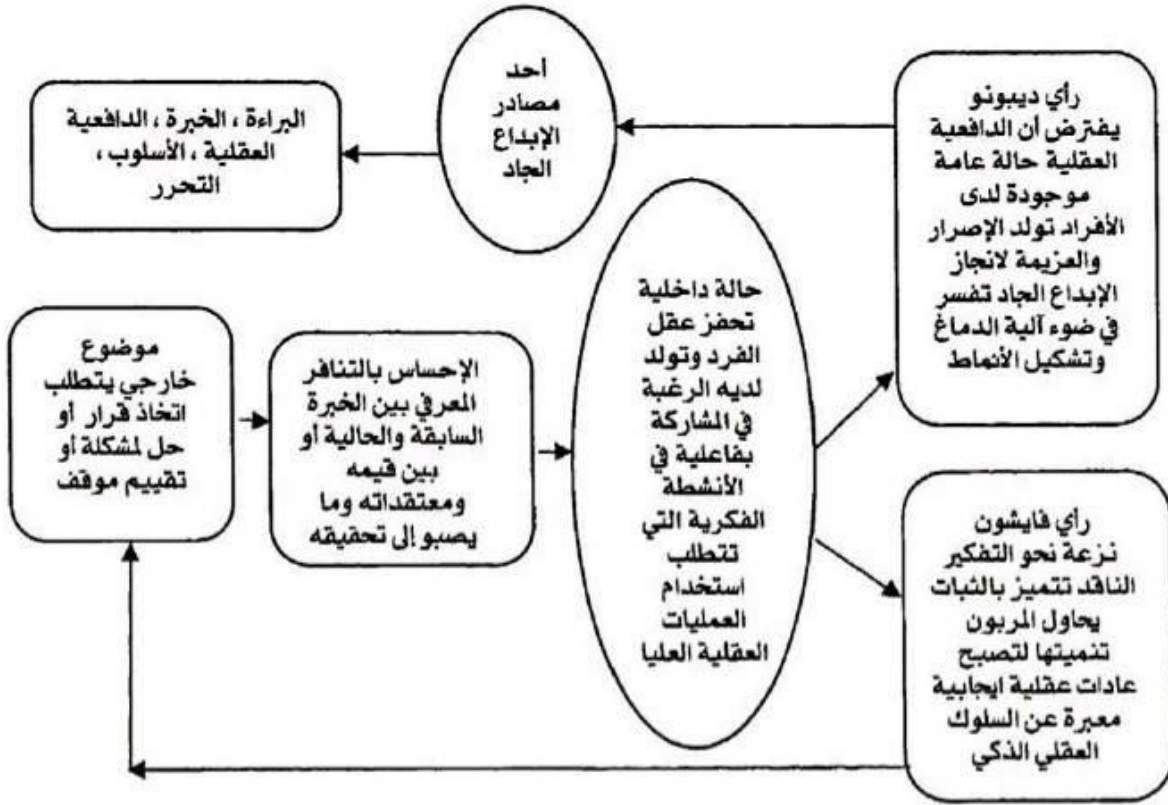 أحد
مصادر
الإبداع
الجاد
البراءة ، الخبرة ، الدافعية
العقلية ، الأسلوب ،
التحرر
رأي ديبونو
يفترض أن الدافعية
العقلية حالة عامة
موجودة لدى
الأفراد تولد الإصرار
والعزيمة لانجاز
الإبداع الجاد تفسر
في ضوء آلية الدماغ
وتشكيل الأنماط
موضوع
خارجي يتطلب
اتخاذ قرار أو
حل لمشكلة أو
تقييم موقف
الإحساس بالتنافر
المعرفي بين الخبرة
السابقة والحالية أو
بين قيمه
ومعتقداته وما
يصبو إلى تحقيقه
حالة داخلية
تحفز عقل
الفرد وتولد
لديه الرغبة
في المشاركة
بفاعلية في
الأنشطة
الفكرية التي
تتطلب
استخدام
العمليات
العقلية العليا
رأي فايشون
نزعة نحو التفكير
الناقد تتميز بالثبات
يحاول المربون
تنميتها لتصبح
عادات عقلية ايجابية
معبرة عن السلوك
العقلي الذكي